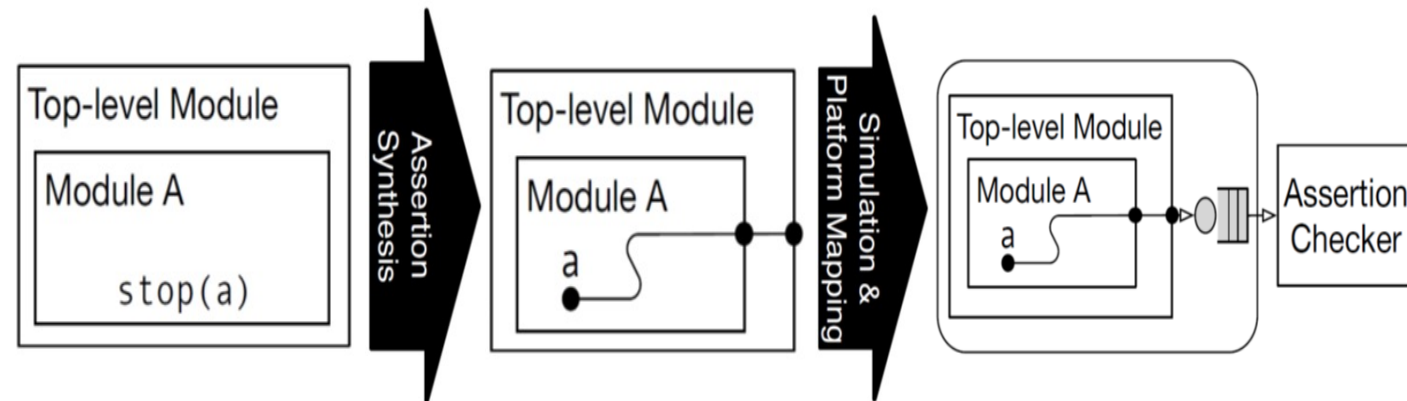 Top-level Module
Module A
stop(a)
Assertion
Synthesis
Top-level Module
Module A
a
Simulation &
Platform Mapping
Top-level Module
Module A
a
Assertion
Checker